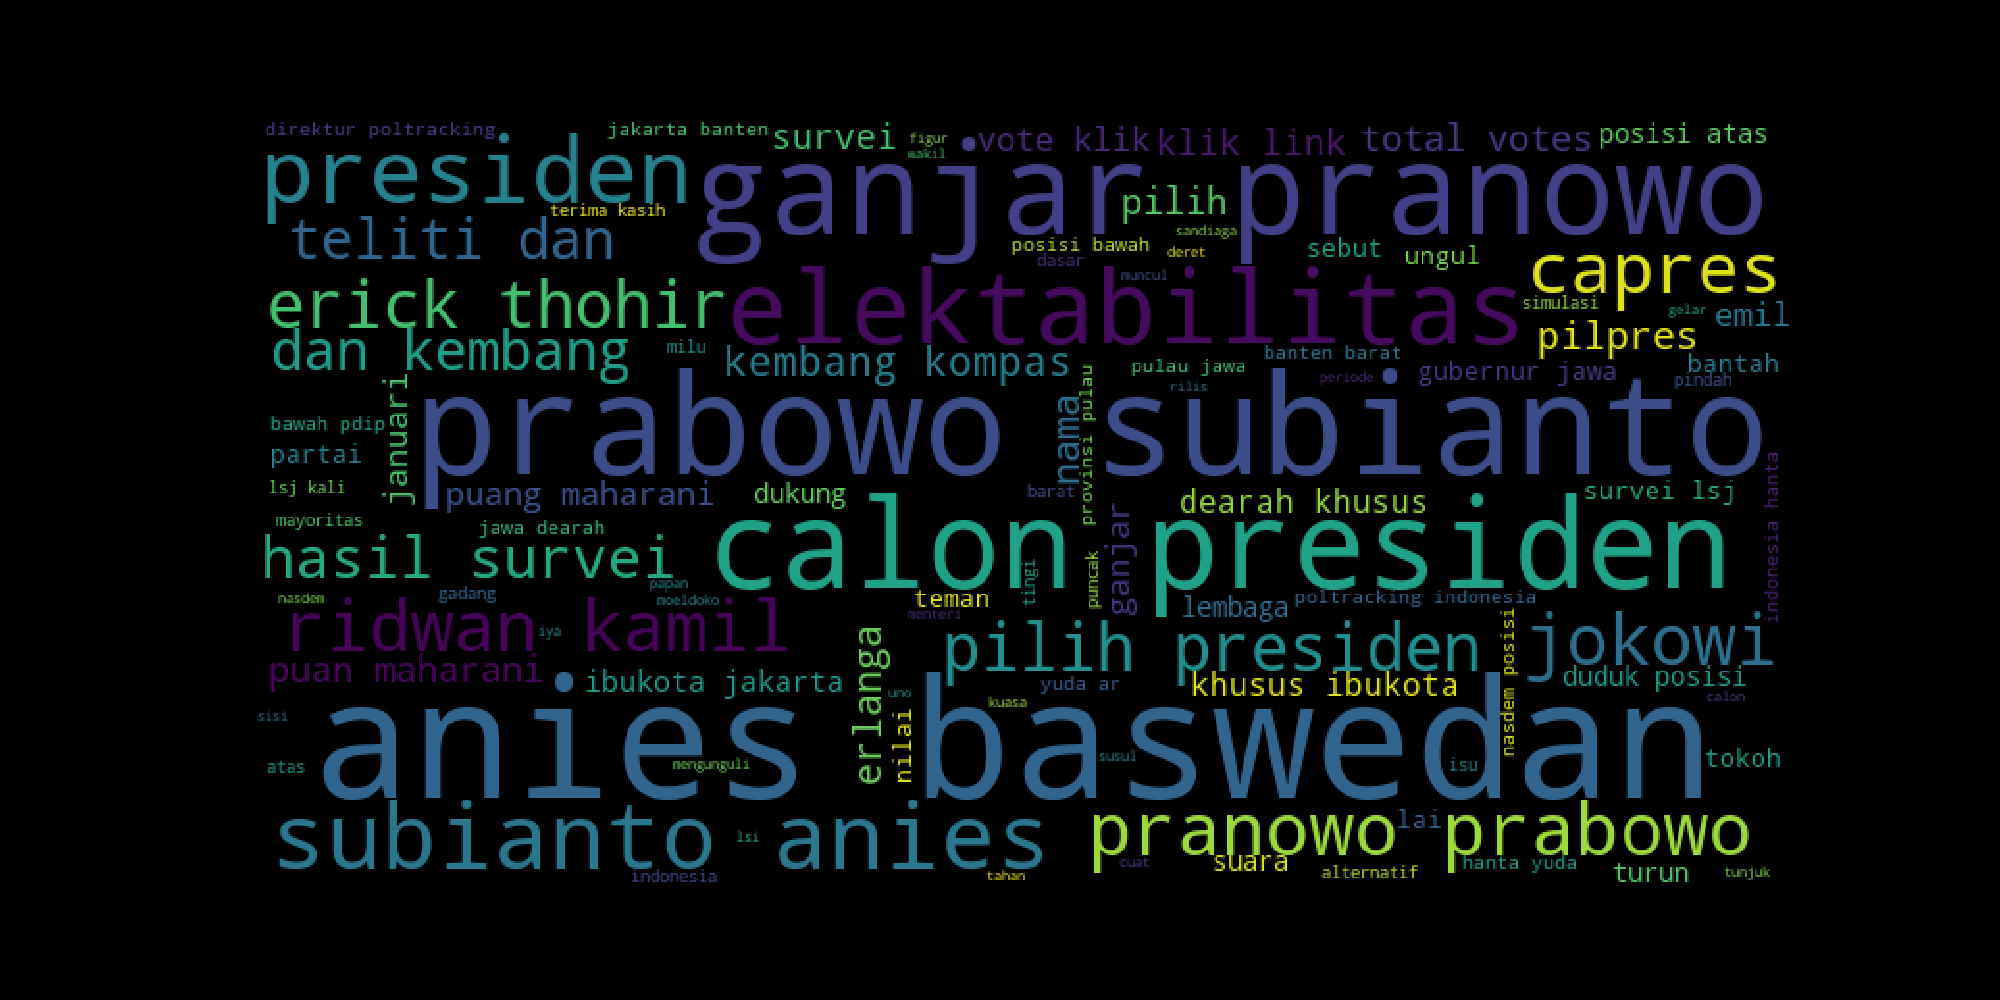 direktur poltracking
jakarta banten
survei
figur
wakil
vote klik
klik link
total votes
posisi atas
presiden
ganjar pranowo
pilih
terima kasih
teliti dan
posisi bawah
sandiaga
deret
dasar
muncul
sebut
ungul
capres
erick thohir
elektabilitas
simulasi
gelar
emil
pilpres
dan kembang
milu
kembang kompas
pulau jawa
banten barat
rilis
periode
gubernur jawa
bantah
pindah
januari
prabowo subianto
nama
provinsi pulau
bawah pdip
partai
lsj kali
puang maharani
dukung
barat
dearah khusus
survei lsj
indonesia hanta
mayoritas
jawa dearah
calon presiden
hasil survei
ganjar
puncak
tingi
nasdem
gadang
papan
moeldoko
teman
menteri
lembaga
poltracking indonesia
ridwan kamil
iya
erlanga
pilih presiden
nasdem posisi
jokowi
puan maharani
ibukota jakarta
uno
yuda ar
khusus ibukota
duduk posisi
calon
sisi
kuasa
nilai
anies baswedan
atas
mengunguli
susul
isu
tokoh
subianto anies
lsi
pranowo prabowo
lai
indonesia
tahan
cuat
suara
alternatif
hanta yuda
turun
tunjuk